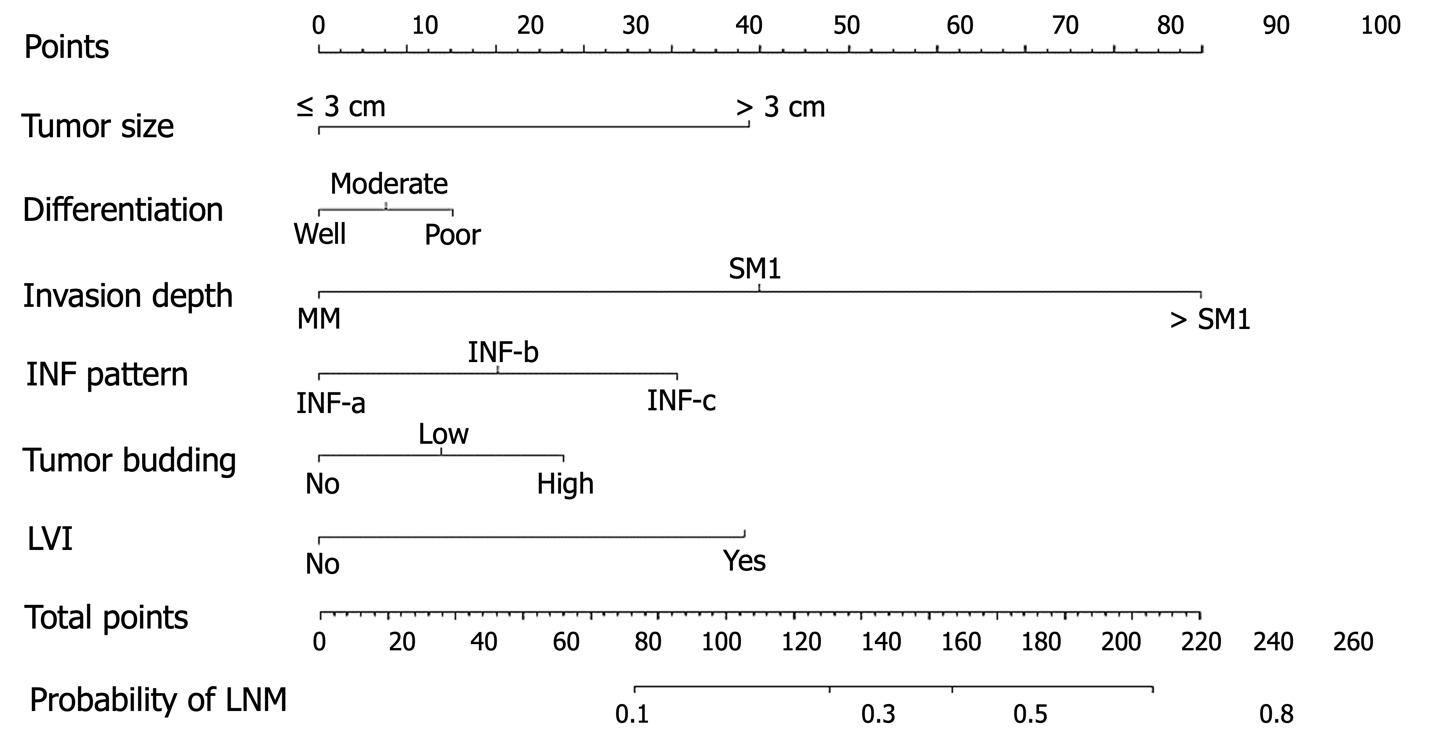 0 10 20 30 40 50 60 70 80 90 100
Points
≤ 3 cm > 3 cm
Tumor size
Moderate
Differentiation
Well Poor
SM1
Invasion depth
MM > SM1
INF-b
INF pattern
INF-a INF-c
Low
Tumor budding
No High
LVI
No Yes
Total points
0 20 40 60 80 100 120 140 160 180 200 220 240 260
Probability of LNM
0.1 0.3 0.5 0.8